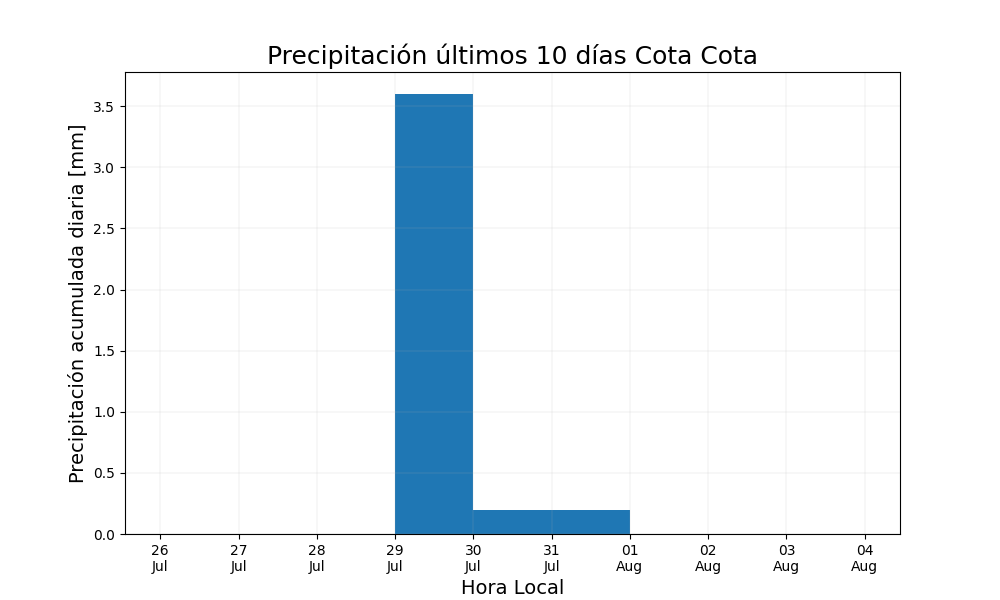 Precipitación últimos 10 días Cota Cota
Precipitación acumulada diaria [mm]
3.5
3.0
2.5
2.0
1.5
1.0
0.5
0.0
26 27 28 29 30 31 01 02 03 04
Jul Jul Jul Jul Jul Jul Aug Aug Aug Aug
Hora Local